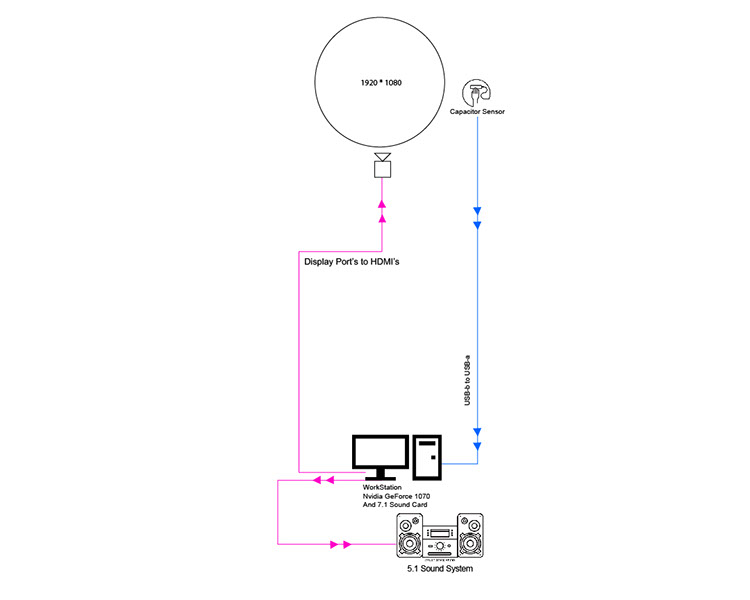 1920 * 1080
Capacitor Sensor
Display Port's to HDMI's
USB-b to USB-a
WorkStation
Nvidia GeForce 1070
And 7.1 Sound Card
5.1 Sound System